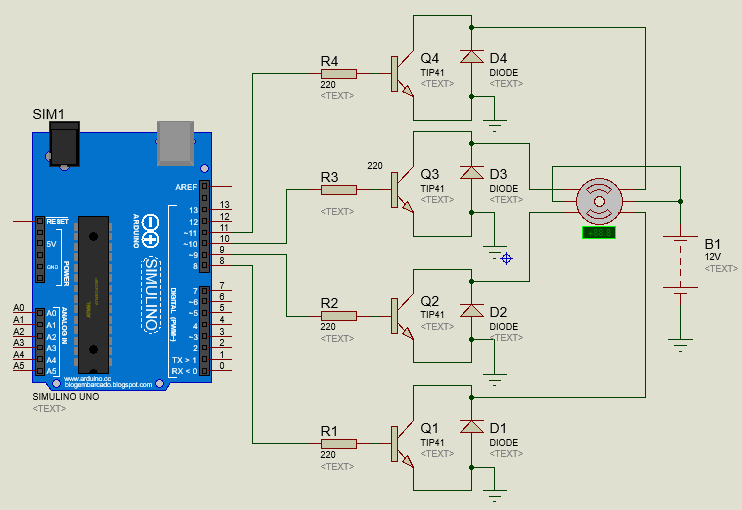 SIM1
RESET
5V
GND
POWER
A0
A1
A2
A3
A4
A5
A0
A1
A2
A3
A4
A5
ANALOG IN
ARDUINO
SIMULINO
AREF
13
12
~11
~10
~9
8
7
~6
~5
4
~3
2
TX > 1
RX < 0
DIGITAL (PWM~)
13
12
11
10
9
8
7
6
5
4
3
2
1
0
www.arduino.cc
blogembarcado.blogspot.com
SIMULINO UNO
<TEXT>
R4
220
<TEXT>
Q4
TIP41
<TEXT>
D4
DIODE
<TEXT>
R3
220
<TEXT>
Q3
TIP41
<TEXT>
D3
DIODE
<TEXT>
R2
220
<TEXT>
Q2
TIP41
<TEXT>
D2
DIODE
<TEXT>
R1
220
<TEXT>
Q1
TIP41
<TEXT>
D1
DIODE
<TEXT>
B1
12V
<TEXT>